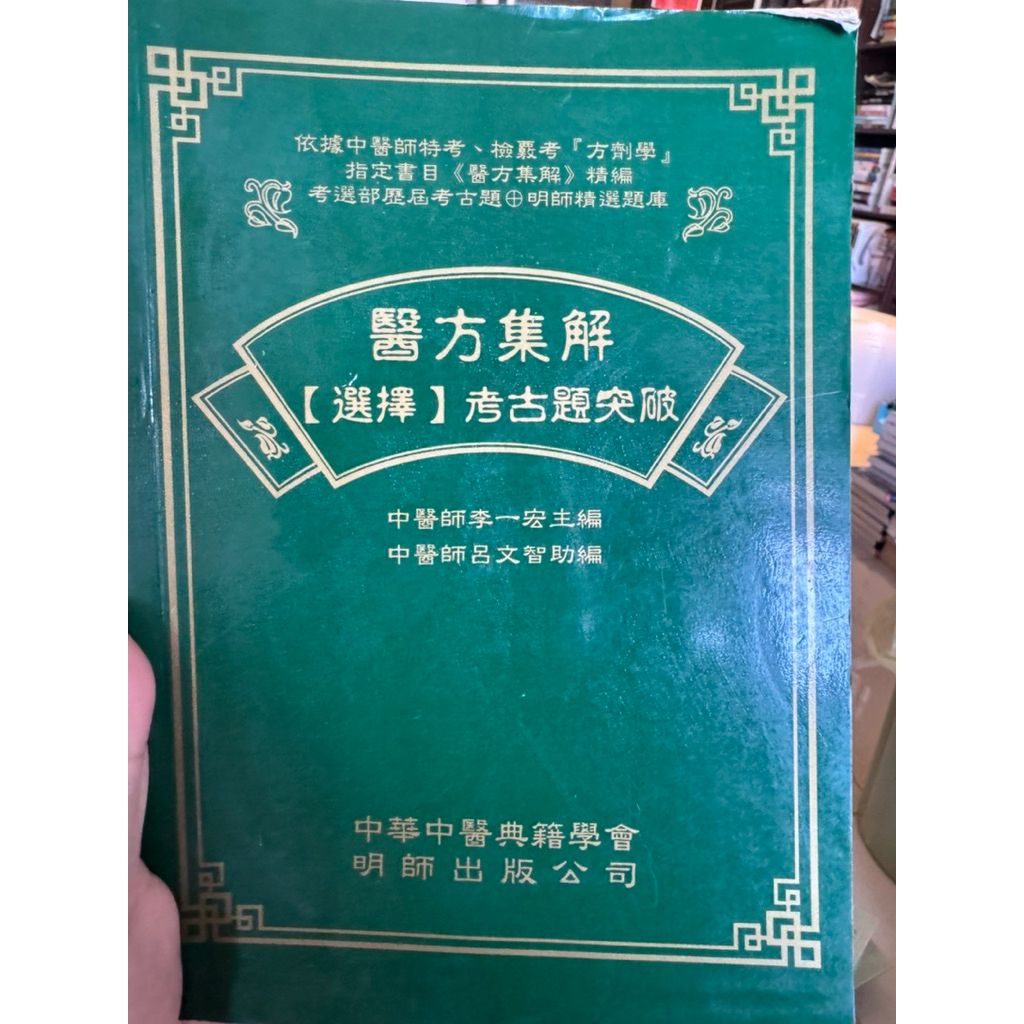 依據中醫師特考、檢覈考『方劑學』
指定書目《醫方集解》精編
考選部歷屆考古題⊕明師精選題庫
醫方集解
【選擇】考古題突破
中醫師李一宏主編
中醫師呂文智助編
中華中醫典籍學會
明師出版公司